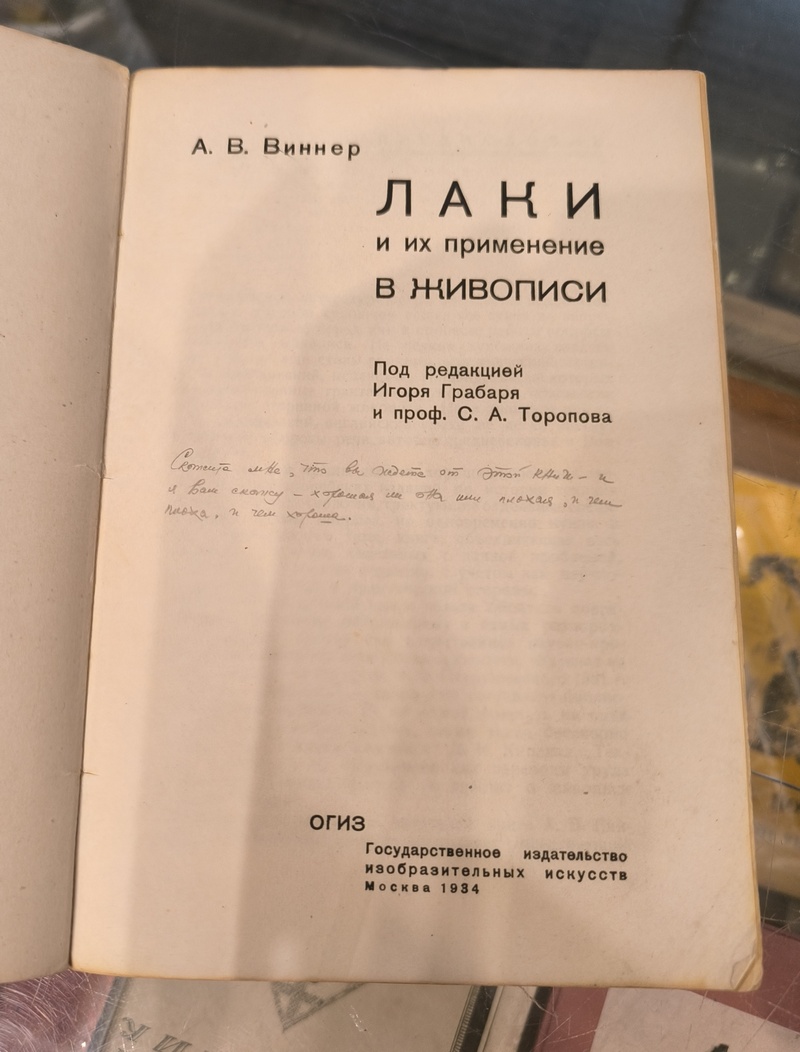 А. В. Виннер
ЛАКИ
и их применение
В ЖИВОПИСИ
Под редакцией
Игоря Грабаря
и проф. С. А. Торопова
Скажите мне, что вы ждете от этой книги - и
я вам скажу - хорошая ли она или плохая, и чем
плоха, и чем хороша.
ОГИЗ
Государственное издательство
изобразительных искусств
Москва 1934